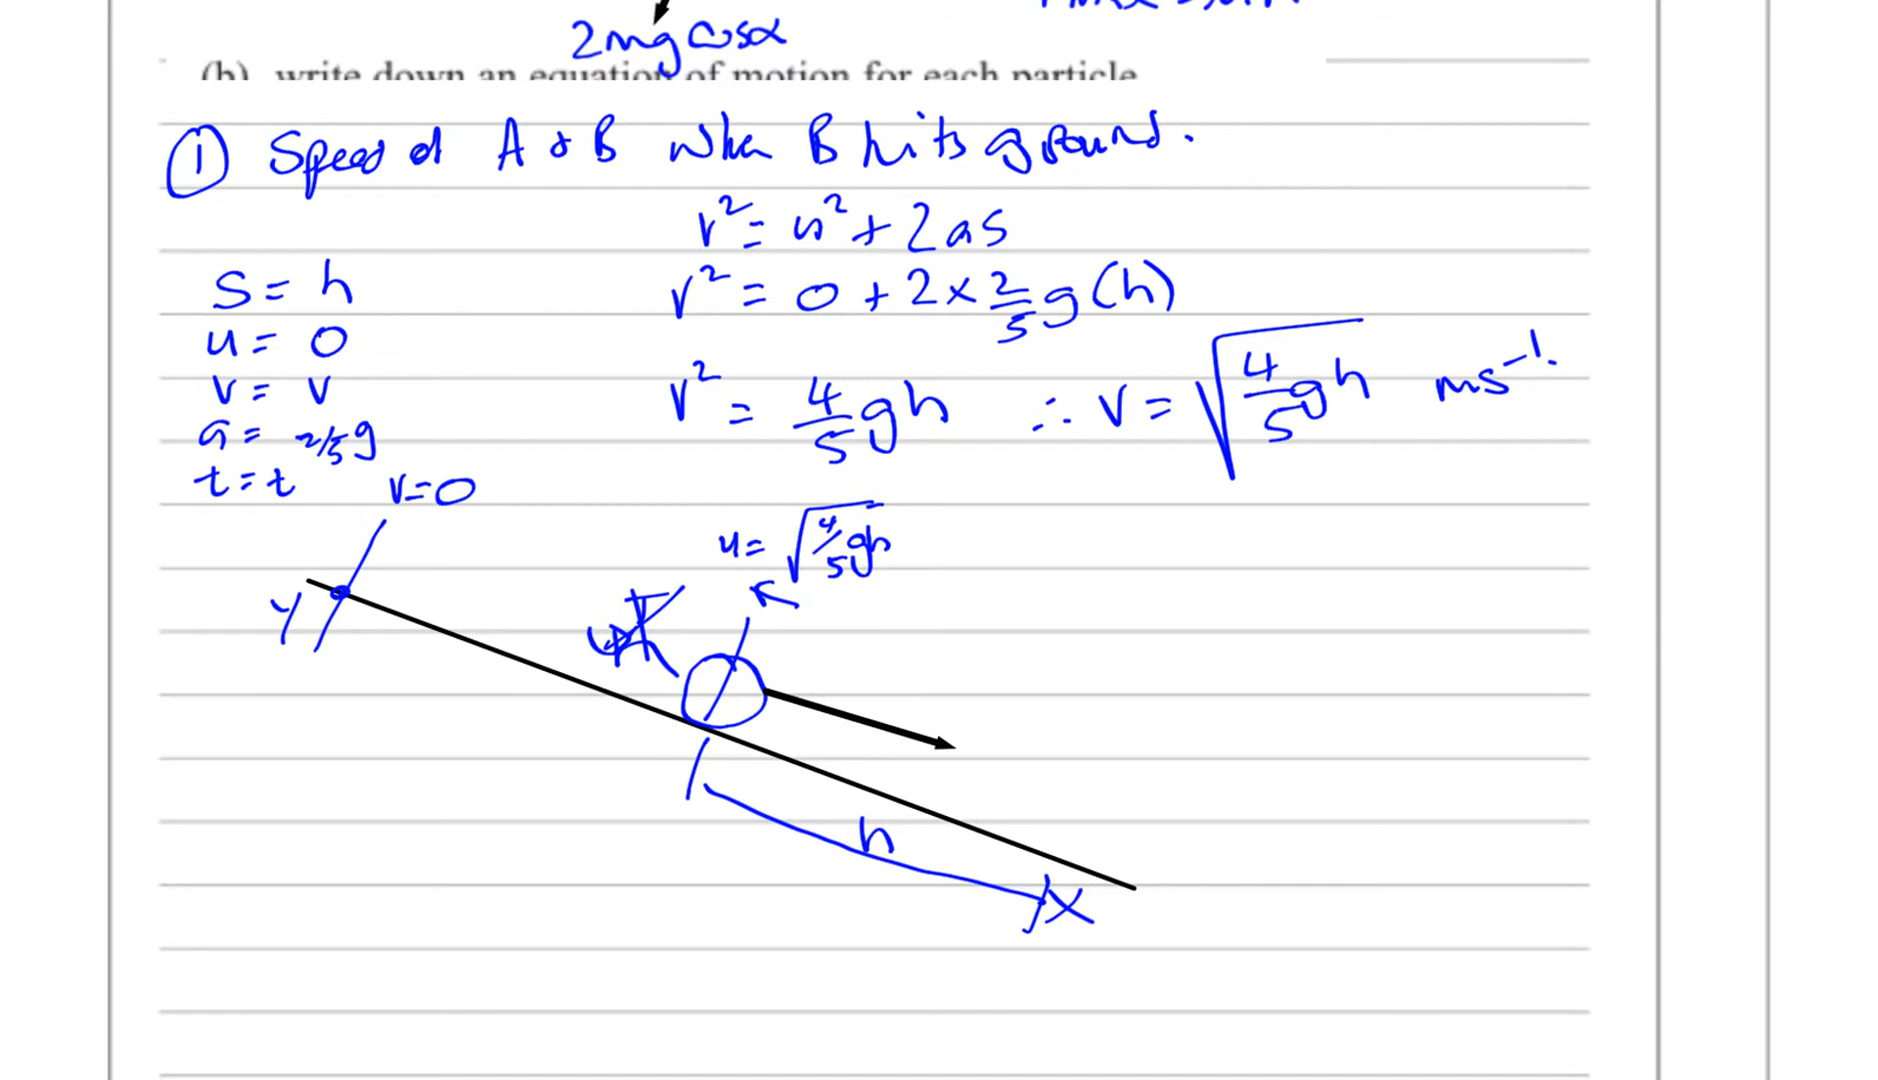 2mg cosα
(b) write down an equation of motion for each particle
① Speed of A & B when B hits ground.
v² = u² + 2as
s = h
v² = 0 + 2 × 2/5 g (h)
u = 0
v = v
v² = 4/5 gh ∴ v = √(4/5 gh) ms⁻¹.
a = 2/5 g
t = t
v = 0
u = √(4/5 gh)
Y
h
X